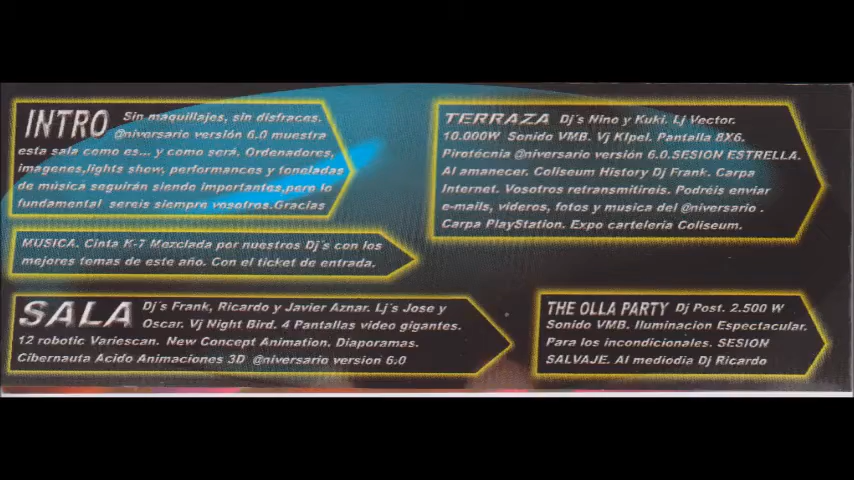 INTRO Sin maquillajes, sin disfraces.
@niversario versión 6.0 muestra
esta sala como es... y como será. Ordenadores,
imagenes,lights show, performances y toneladas
de música seguirán siendo importantes,pero lo
fundamental sereis siempre vosotros.Gracias
MUSICA. Cinta K-7 Mezclada por nuestros Dj´s con los
mejores temas de este año. Con el ticket de entrada.
SALA Dj´s Frank, Ricardo y Javier Aznar. Lj´s Jose y
Oscar. Vj Night Bird. 4 Pantallas video gigantes.
12 robotic Variescan. New Concept Animation. Diaporamas.
Cibernauta Acido Animaciones 3D @niversario version 6.0
TERRAZA Dj´s Nino y Kuki. Lj Vector.
10.000W Sonido VMB. Vj KIpel. Pantalla 8X6.
Pirotécnia @niversario versión 6.0.SESION ESTRELLA.
Al amanecer. Coliseum History Dj Frank. Carpa
Internet. Vosotros retransmitireis. Podréis enviar
e-mails, videros, fotos y musica del @niversario .
Carpa PlayStation. Expo cartelería Coliseum.
THE OLLA PARTY Dj Post. 2.500 W
Sonido VMB. Iluminacion Espectacular.
Para los incondicionales. SESION
SALVAJE. Al mediodia Dj Ricardo